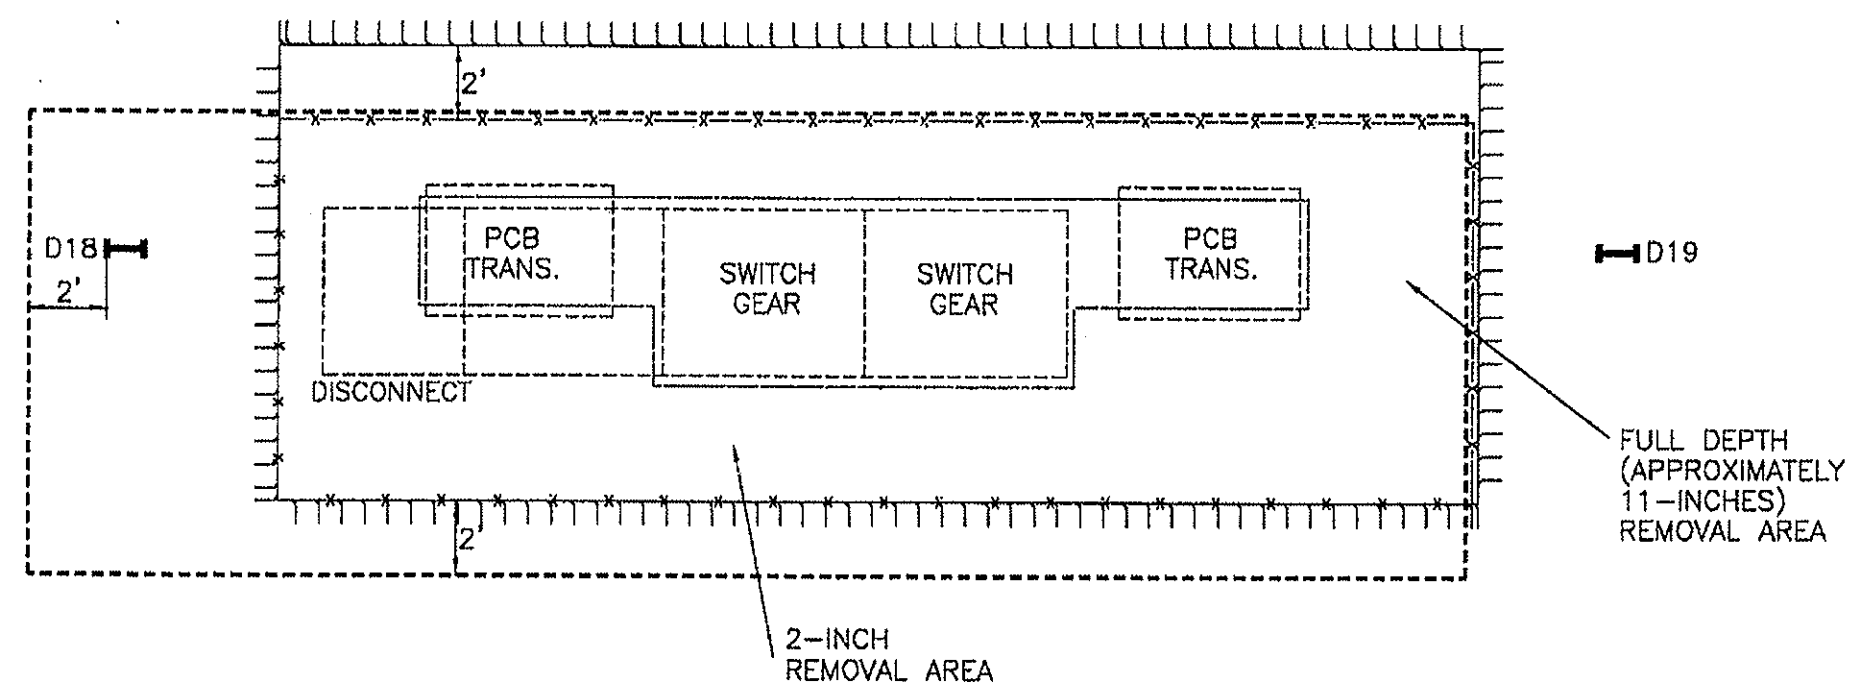 2'
D18
2'
PCB
TRANS.
SWITCH
GEAR
SWITCH
GEAR
PCB
TRANS.
D19
DISCONNECT
2'
FULL DEPTH
(APPROXIMATELY
11-INCHES)
REMOVAL AREA
2-INCH
REMOVAL AREA